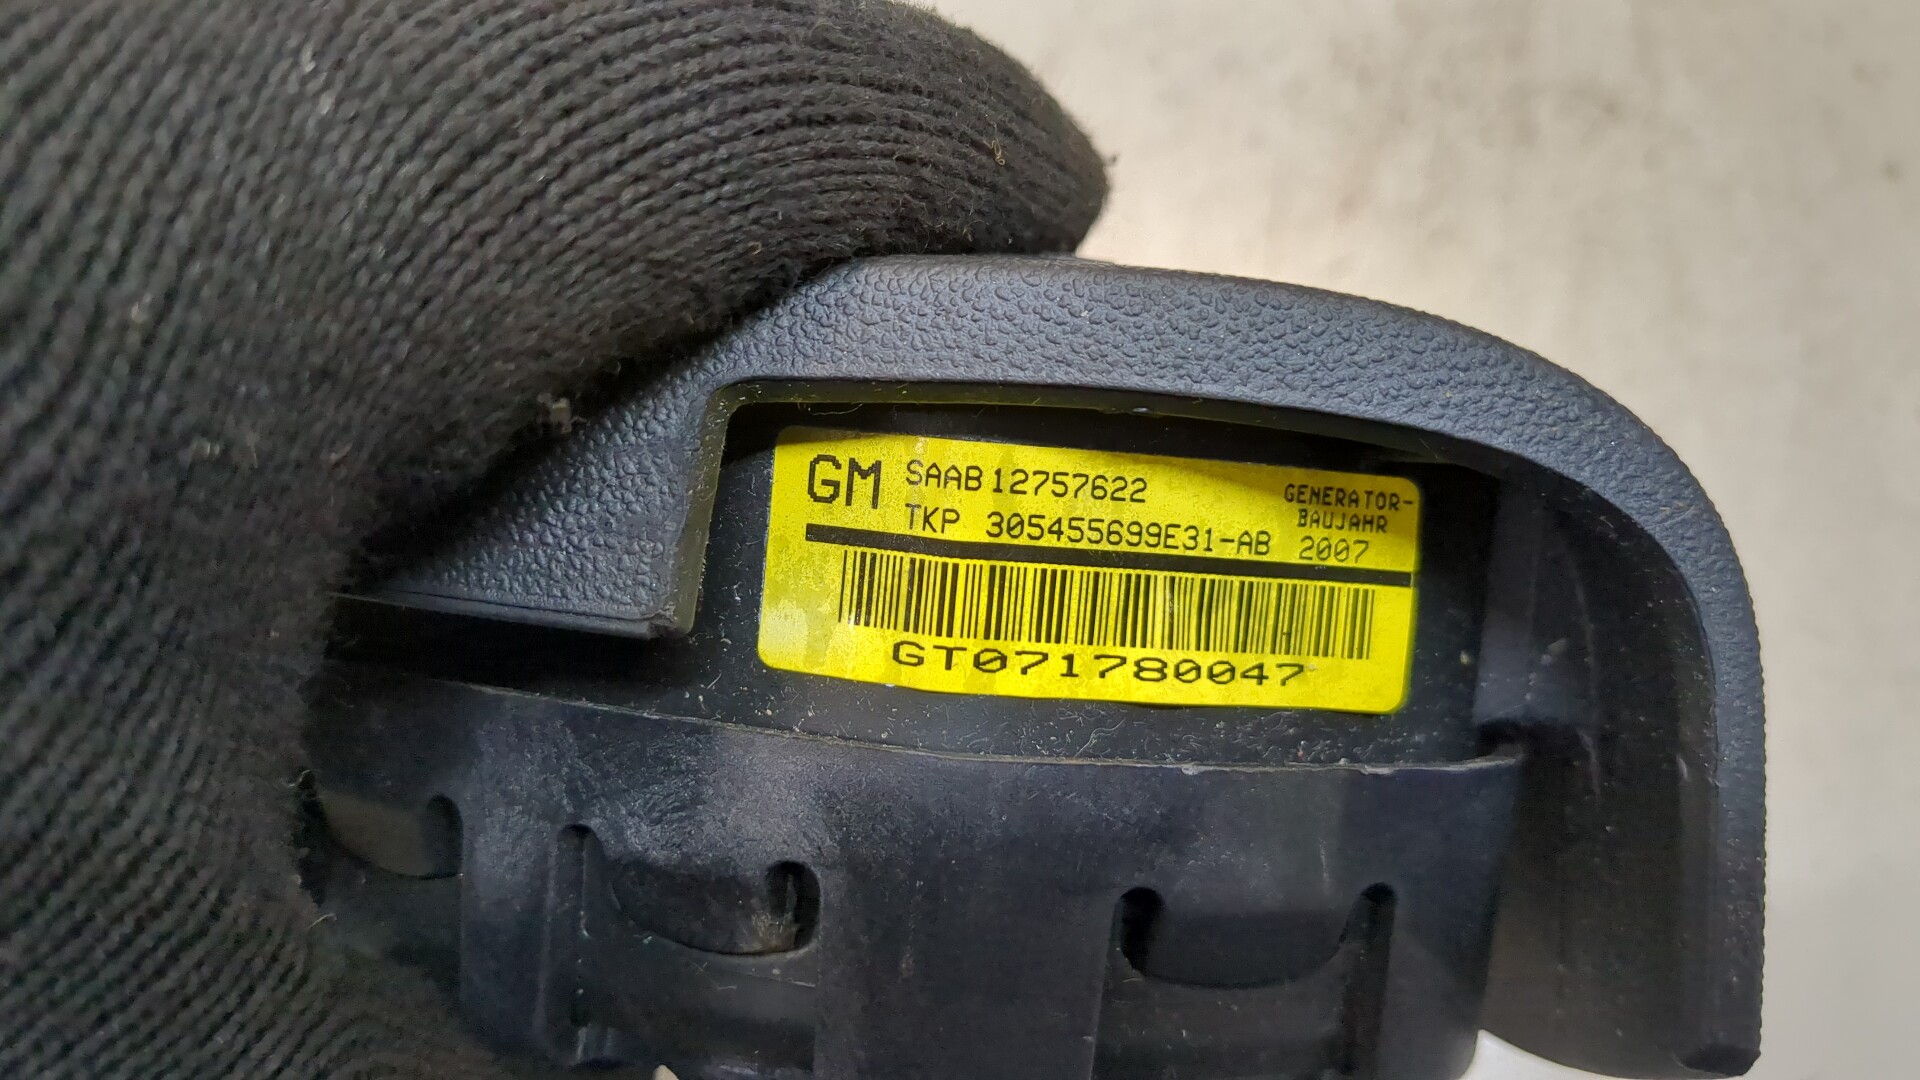 GM SAAB 12757622 GENERATOR-
BAUJAHR
TKP 305455699E31-AB 2007
GT071780047